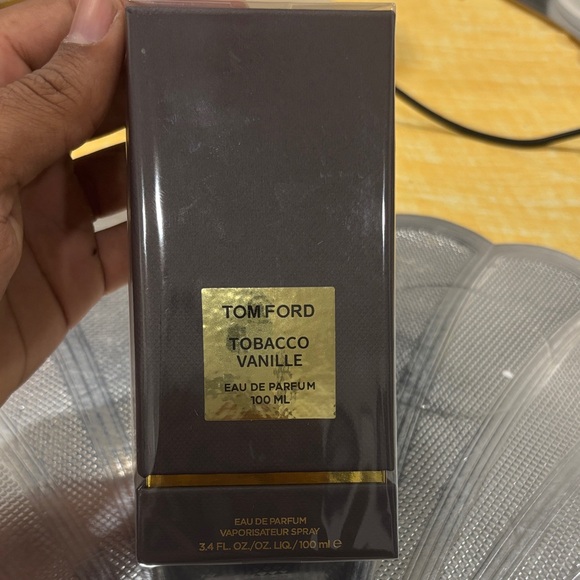 TOM FORD
TOBACCO
VANILLE
EAU DE PARFUM
100 ML
EAU DE PARFUM
VAPORISATEUR SPRAY
3.4 FL. OZ./OZ. LIQ./100 ml ℮